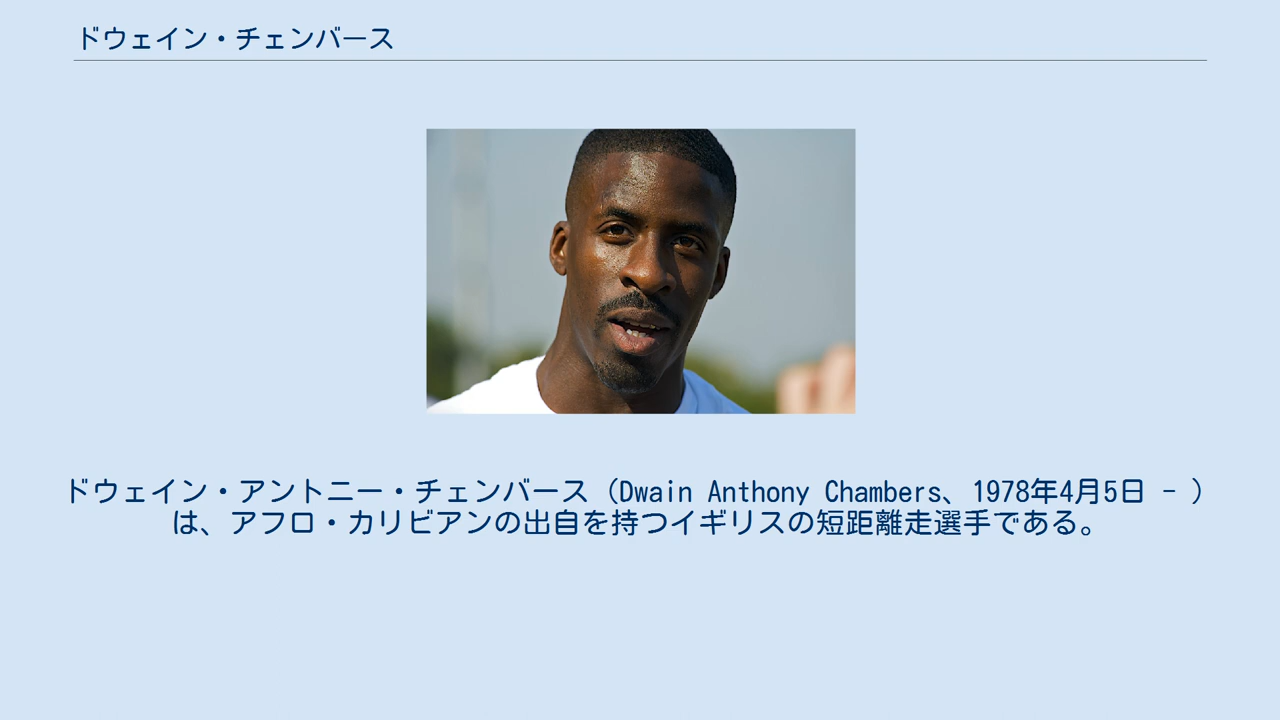 ドウェイン・チェンバース
ドウェイン・アントニー・チェンバース（Dwain Anthony Chambers、1978年4月5日 - ）
は、アフロ・カリビアンの出自を持つイギリスの短距離走選手である。